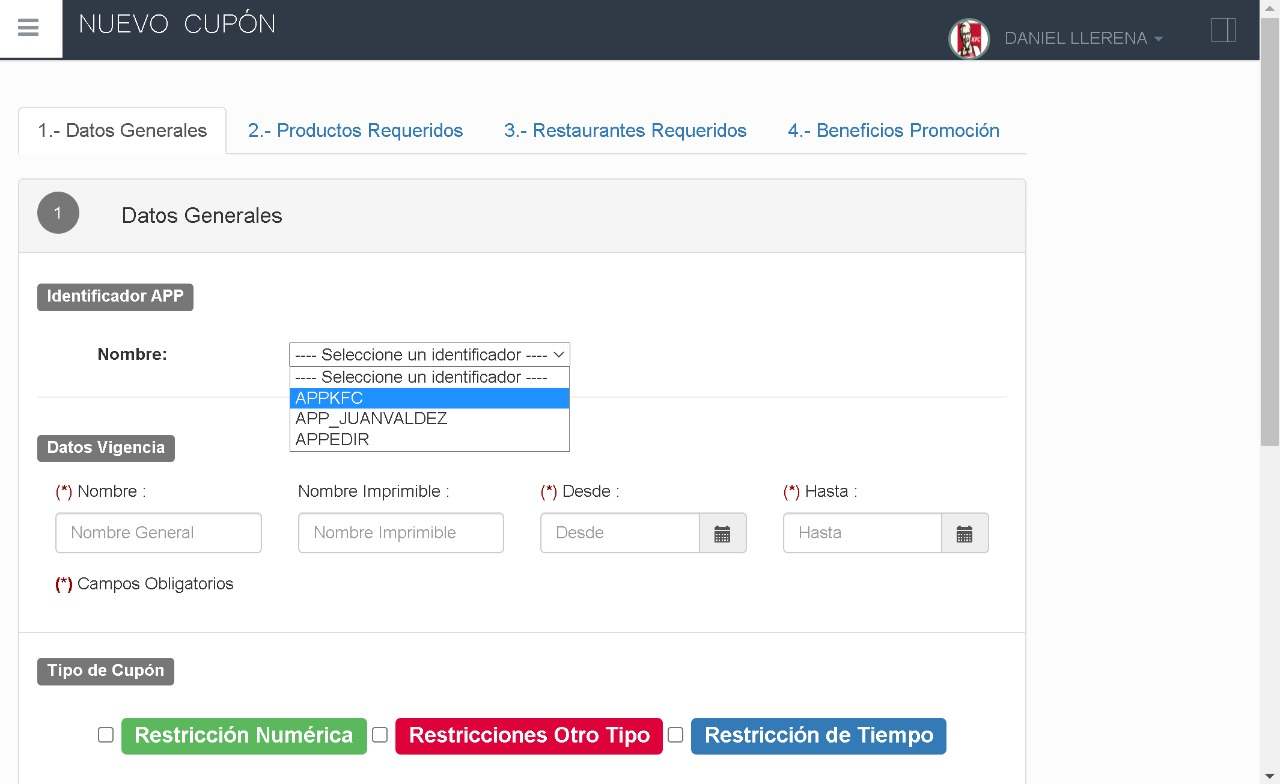 NUEVO CUPÓN
KFC
DANIEL LLERENA
1.- Datos Generales 2.- Productos Requeridos 3.- Restaurantes Requeridos 4.- Beneficios Promoción
1 Datos Generales
Identificador APP
Nombre: ---- Seleccione un identificador ----
---- Seleccione un identificador ----
APPKFC
APP_JUANVALDEZ
APPEDIR
Datos Vigencia
(*) Nombre : Nombre Imprimible : (*) Desde : (*) Hasta :
Nombre General Nombre Imprimible Desde Hasta
(*) Campos Obligatorios
Tipo de Cupón
Restricción Numérica Restricciones Otro Tipo Restricción de Tiempo